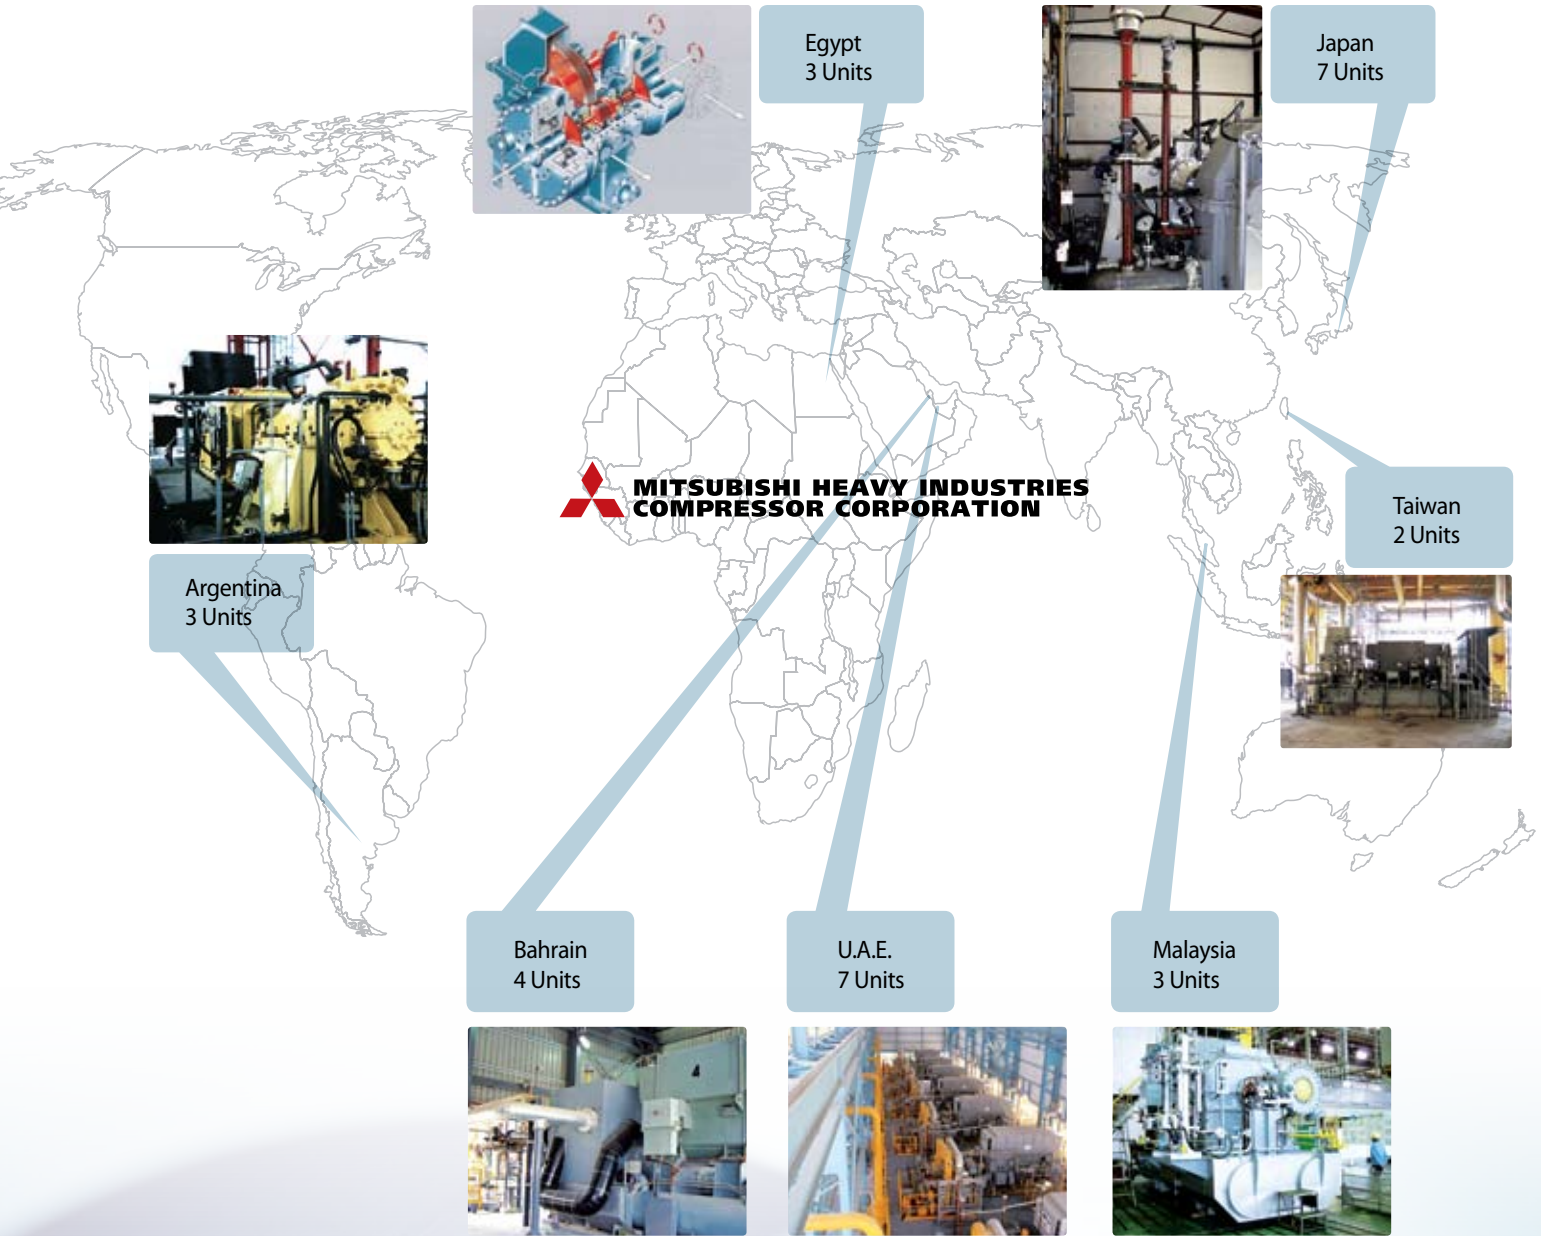 Egypt
3 Units
Japan
7 Units
MITSUBISHI HEAVY INDUSTRIES
COMPRESSOR CORPORATION
Taiwan
2 Units
Argentina
3 Units
Bahrain
4 Units
U.A.E.
7 Units
Malaysia
3 Units
4